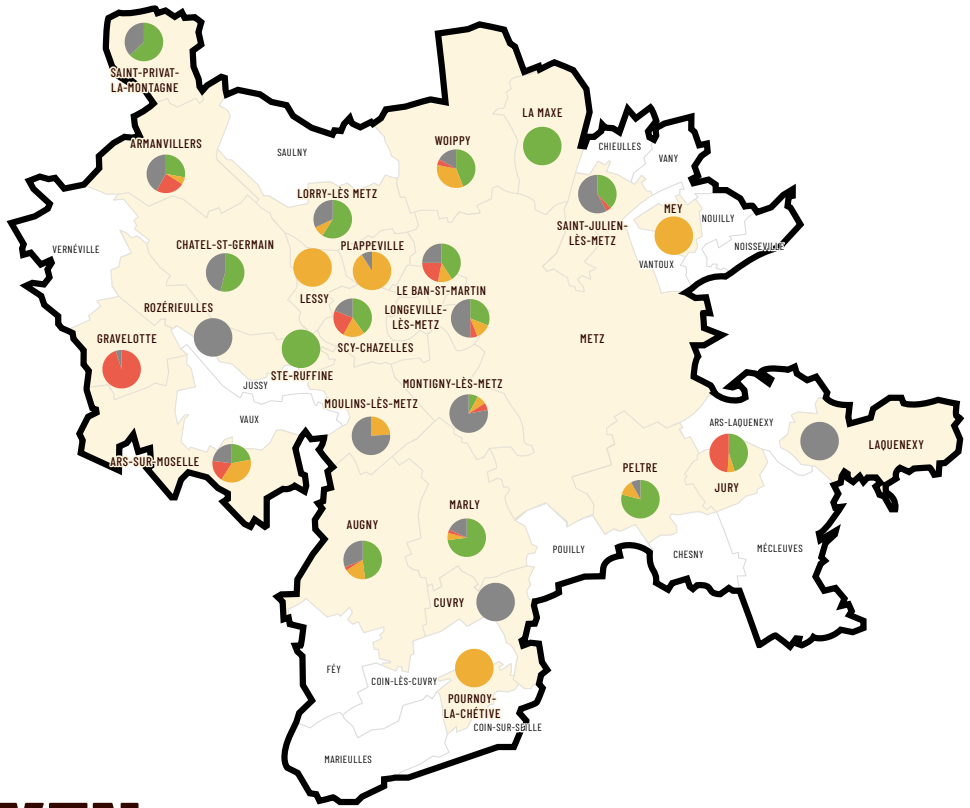 SAINT-PRIVAT-
LA-MONTAGNE
LA MAXE
ARMANVILLERS
WOIPPY
CHIEULLES
SAULNY
VANY
LORRY-LÈS METZ
MEY
NOUILLY
SAINT-JULIEN-
LÈS-METZ
CHATEL-ST-GERMAIN
PLAPPEVILLE
NOISSEVILLE
VERNÉVILLE
VANTOUX
LE BAN-ST-MARTIN
LESSY
ROZÉRIEULLES
LONGEVILLE-
LÈS-METZ
GRAVELOTTE
METZ
SCY-CHAZELLES
STE-RUFFINE
JUSSY
MONTIGNY-LÈS-METZ
MOULINS-LÈS-METZ
VAUX
ARS-LAQUENEXY
LAQUENEXY
ARS-SUR-MOSELLE
PELTRE
JURY
MARLY
AUGNY
POUILLY
CHESNY
MÉCLEUVES
CUVRY
FÉY
COIN-LÈS-CUVRY
POURNOY-
LA-CHÉTIVE
COIN-SUR-SEILLE
MARIEULLES